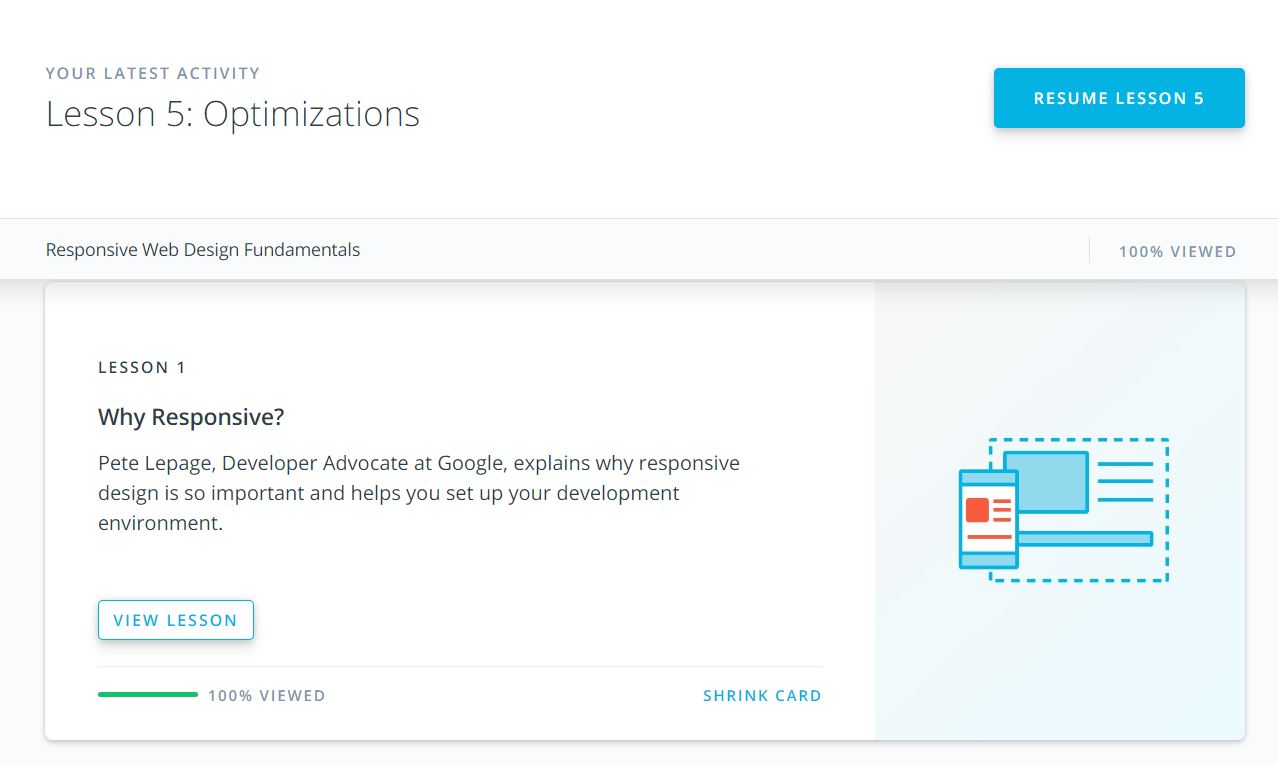 YOUR LATEST ACTIVITY
Lesson 5: Optimizations
RESUME LESSON 5
Responsive Web Design Fundamentals
100% VIEWED
LESSON 1
Why Responsive?
Pete Lepage, Developer Advocate at Google, explains why responsive
design is so important and helps you set up your development
environment.
VIEW LESSON
100% VIEWED
SHRINK CARD